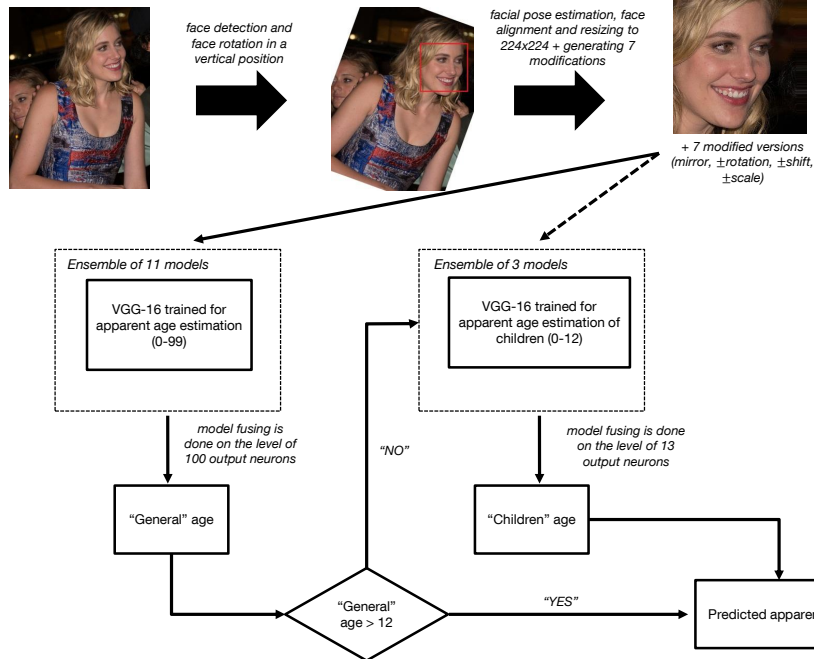 face detection and
face rotation in a
vertical position
facial pose estimation, face
alignment and resizing to
224x224 + generating 7
modifications
+ 7 modified versions
(mirror, ±rotation, ±shift,
±scale)
Ensemble of 11 models
VGG-16 trained for
apparent age estimation
(0-99)
Ensemble of 3 models
VGG-16 trained for
apparent age estimation of
children (0-12)
model fusing is
done on the level of
100 output neurons
"NO"
model fusing is done
on the level of 13
output neurons
“General” age
“Children” age
“General”
age > 12
“YES”
Predicted apparen